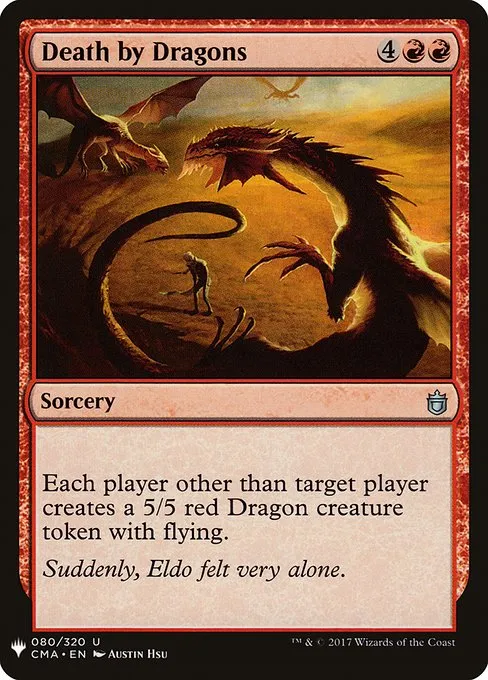 Death by Dragons 4
Sorcery
Each player other than target player
creates a 5/5 red Dragon creature
token with flying.
Suddenly, Eldo felt very alone.
080/320 U
CMA • EN Austin Hsu
™ & © 2017 Wizards of the Coast